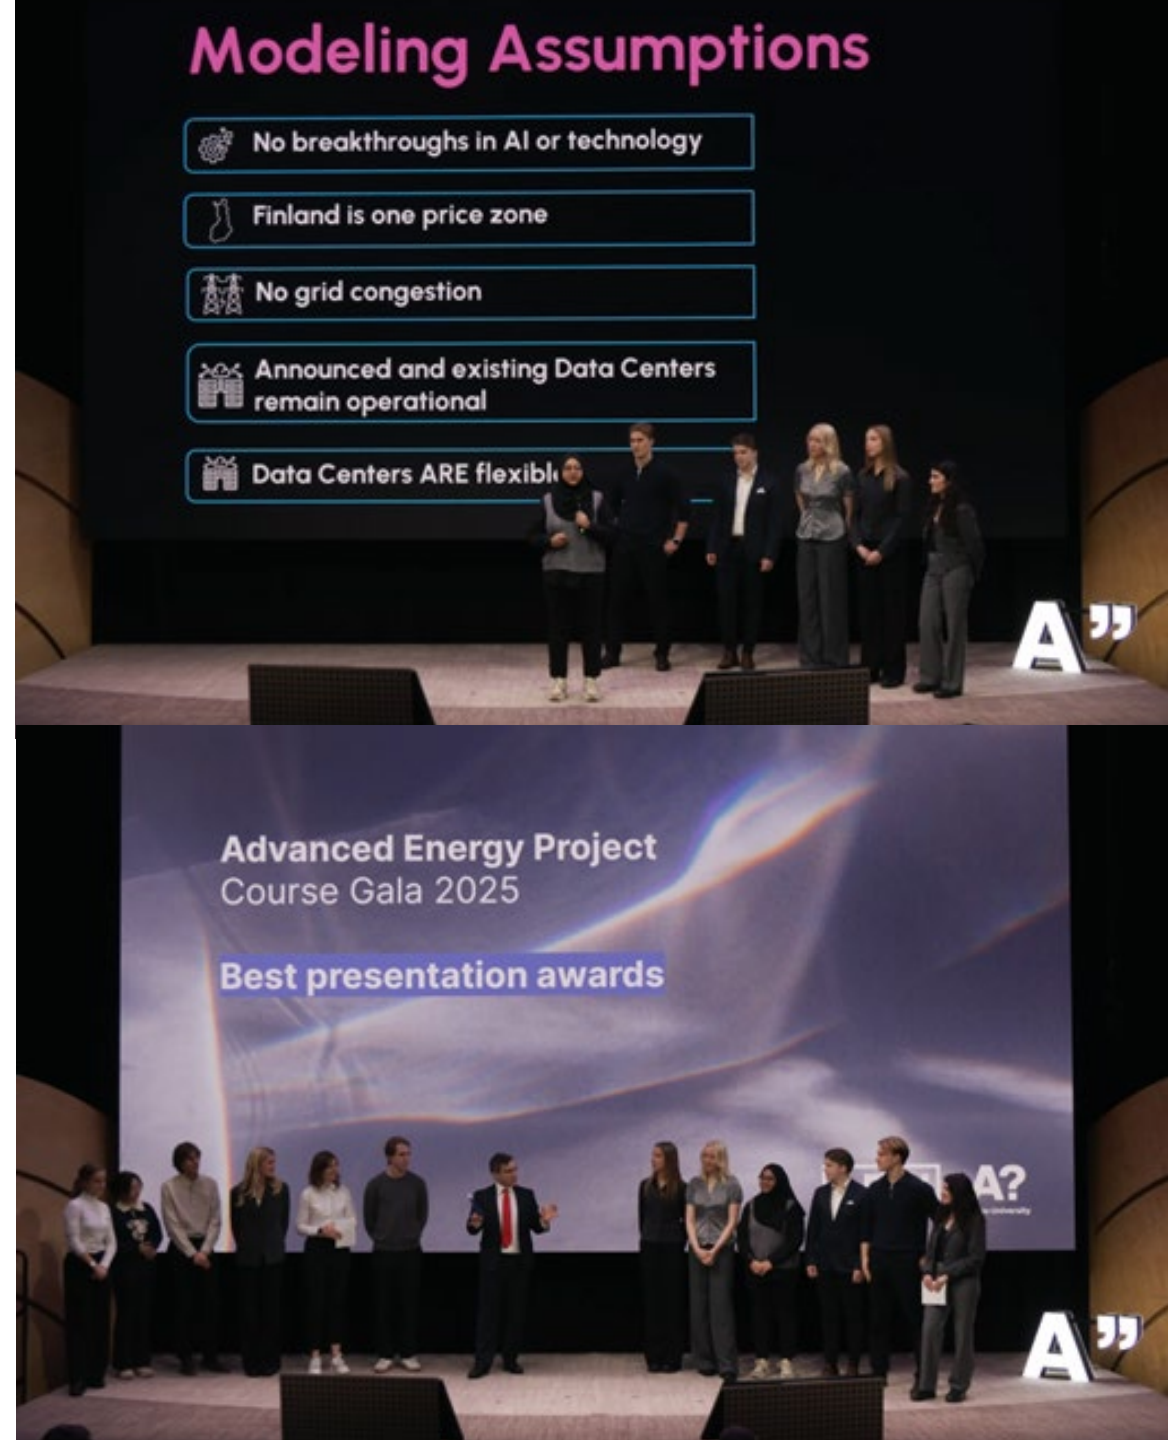 Modeling Assumptions
No breakthroughs in AI or technology
Finland is one price zone
No grid congestion
Announced and existing Data Centers
remain operational
Data Centers ARE flexibl
A”
Advanced Energy Project
Course Gala 2025
Best presentation awards
A?
University
A”